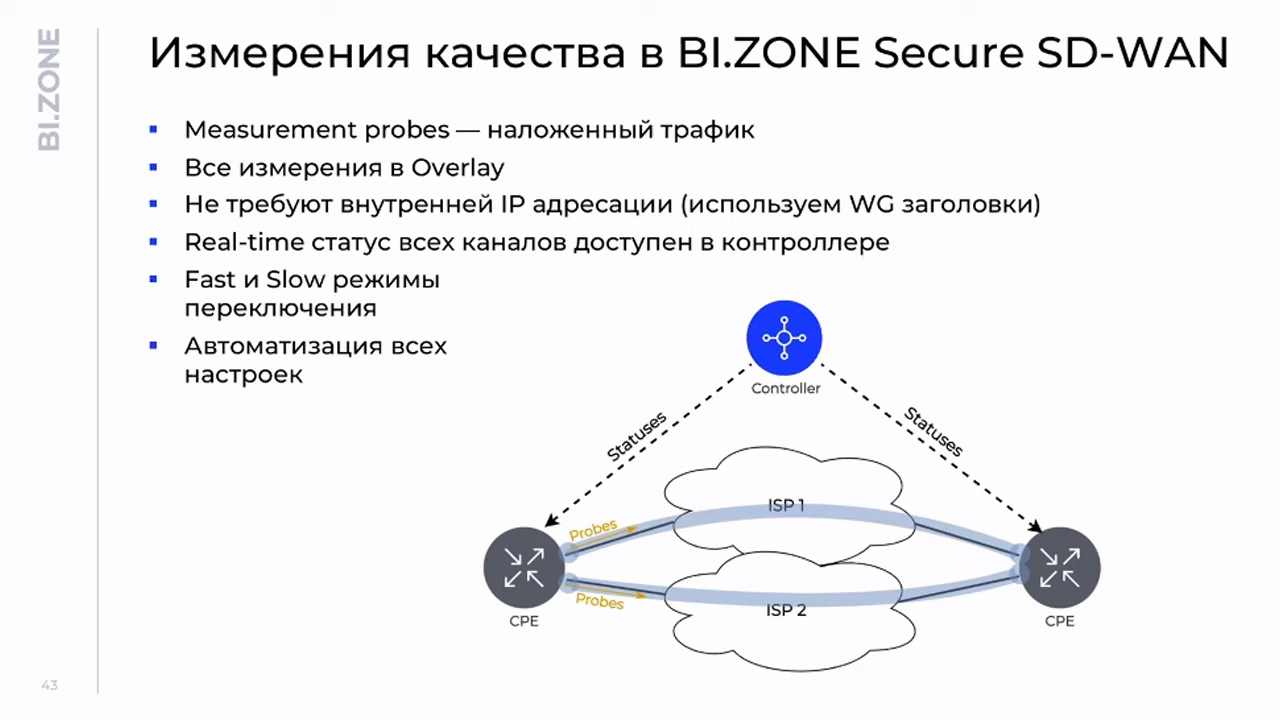 BI.ZONE
Измерения качества в BI.ZONE Secure SD-WAN
Measurement probes — наложенный трафик
Все измерения в Overlay
Не требуют внутренней IP адресации (используем WG заголовки)
Real-time статус всех каналов доступен в контроллере
Fast и Slow режимы
переключения
Автоматизация всех
настроек
Controller
Statuses
Statuses
ISP 1
Probes
Probes
ISP 2
CPE
CPE
43